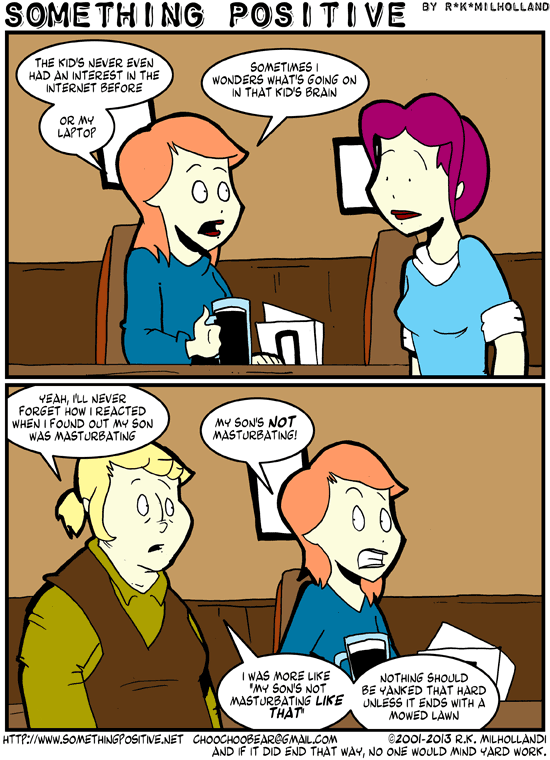 SOMETHING POSITIVE BY R*K*MILHOLLAND
THE KID'S NEVER EVEN
HAD AN INTEREST IN THE
INTERNET BEFORE
OR MY
LAPTOP
SOMETIMES I
WONDERS WHAT'S GOING ON
IN THAT KID'S BRAIN
YEAH, I'LL NEVER
FORGET HOW I REACTED
WHEN I FOUND OUT MY SON
WAS MASTURBATING
MY SON'S NOT
MASTURBATING!
I WAS MORE LIKE
"MY SON'S NOT
MASTURBATING LIKE
THAT"
NOTHING SHOULD
BE YANKED THAT HARD
UNLESS IT ENDS WITH A
MOWED LAWN
HTTP://WWW.SOMETHINGPOSITIVE.NET CHOOCHOOBEAR@GMAIL.COM ©2001-2013 R.K. MILHOLLAND!
AND IF IT DID END THAT WAY, NO ONE WOULD MIND YARD WORK.